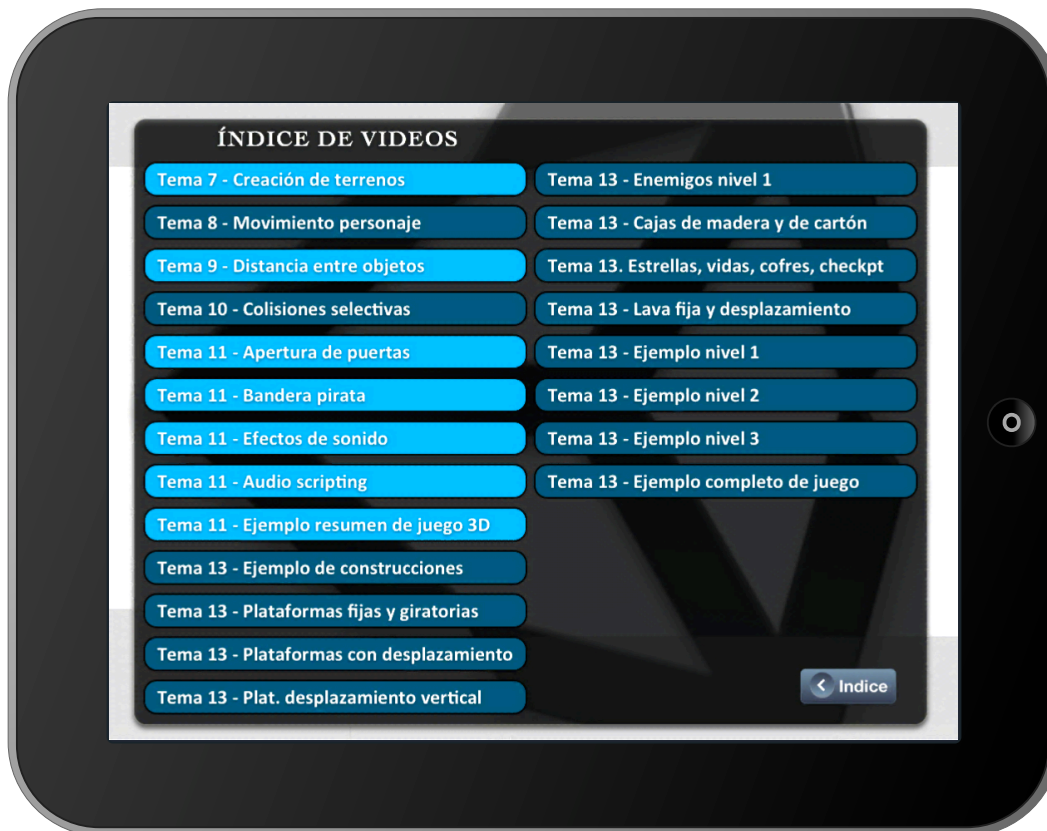 ÍNDICE DE VIDEOS
Tema 7 - Creación de terrenos
Tema 8 - Movimiento personaje
Tema 9 - Distancia entre objetos
Tema 10 - Colisiones selectivas
Tema 11 - Apertura de puertas
Tema 11 - Bandera pirata
Tema 11 - Efectos de sonido
Tema 11 - Audio scripting
Tema 11 - Ejemplo resumen de juego 3D
Tema 13 - Ejemplo de construcciones
Tema 13 - Plataformas fijas y giratorias
Tema 13 - Plataformas con desplazamiento
Tema 13 - Plat. desplazamiento vertical
Tema 13 - Enemigos nivel 1
Tema 13 - Cajas de madera y de cartón
Tema 13. Estrellas, vidas, cofres, checkpt
Tema 13 - Lava fija y desplazamiento
Tema 13 - Ejemplo nivel 1
Tema 13 - Ejemplo nivel 2
Tema 13 - Ejemplo nivel 3
Tema 13 - Ejemplo completo de juego
Indice